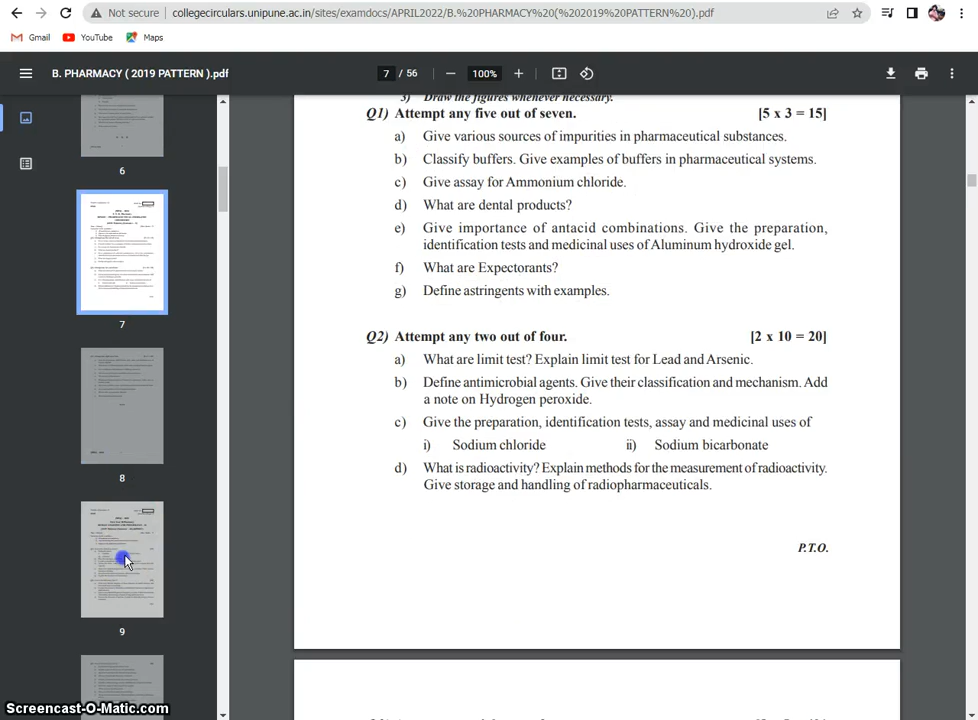 Not secure | collegecirculars.unipune.ac.in/sites/examdocs/APRIL2022/B.%20PHARMACY%20(%202019%20PATTERN%20).pdf
Gmail YouTube Maps
B. PHARMACY ( 2019 PATTERN ).pdf 7 / 56 100%
3) Draw the figures whenever necessary.
Q1) Attempt any five out of seven. [5 x 3 = 15]
a) Give various sources of impurities in pharmaceutical substances.
b) Classify buffers. Give examples of buffers in pharmaceutical systems.
c) Give assay for Ammonium chloride.
d) What are dental products?
e) Give importance of antacid combinations. Give the preparation,
identification tests and medicinal uses of Aluminum hydroxide gel.
f) What are Expectorants?
g) Define astringents with examples.
Q2) Attempt any two out of four. [2 x 10 = 20]
a) What are limit test? Explain limit test for Lead and Arsenic.
b) Define antimicrobial agents. Give their classification and mechanism. Add
a note on Hydrogen peroxide.
c) Give the preparation, identification tests, assay and medicinal uses of
i) Sodium chloride ii) Sodium bicarbonate
d) What is radioactivity? Explain methods for the measurement of radioactivity.
Give storage and handling of radiopharmaceuticals.
P.T.O.
6
7
8
9
Screencast-O-Matic.com